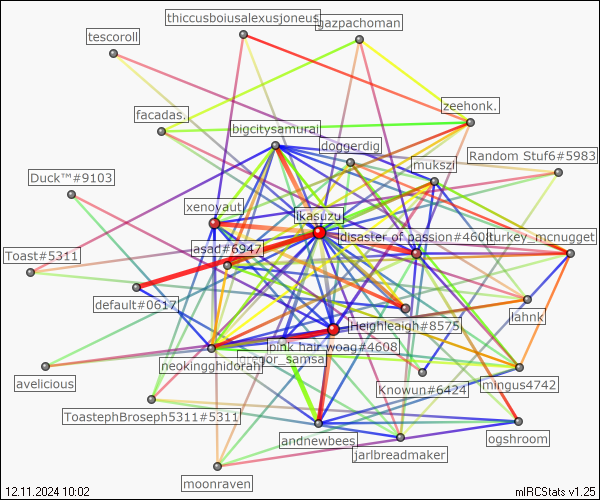 thiccusboiusalexusjoneus
gazpachoman
tescoroll
zeehonk.
facadas.
bigcitysamurai
doggerdig
mukszi
Random Stuf6#5983
Duck™#9103
xenoyaut
ikasuzu
asad#6947
disaster of passion#4608
turkey_mcnugget
Toast#5311
default#0617
lahnk
Heighleaigh#8575
pink hair woag#4608
neokingghidorah
gregor_samsa
avelicious
Knowun#6424
mingus4742
ToastephBroseph5311#5311
andnewbees
ogshroom
jarlbreadmaker
moonraven
12.11.2024 10:02
mIRCStats v1.25